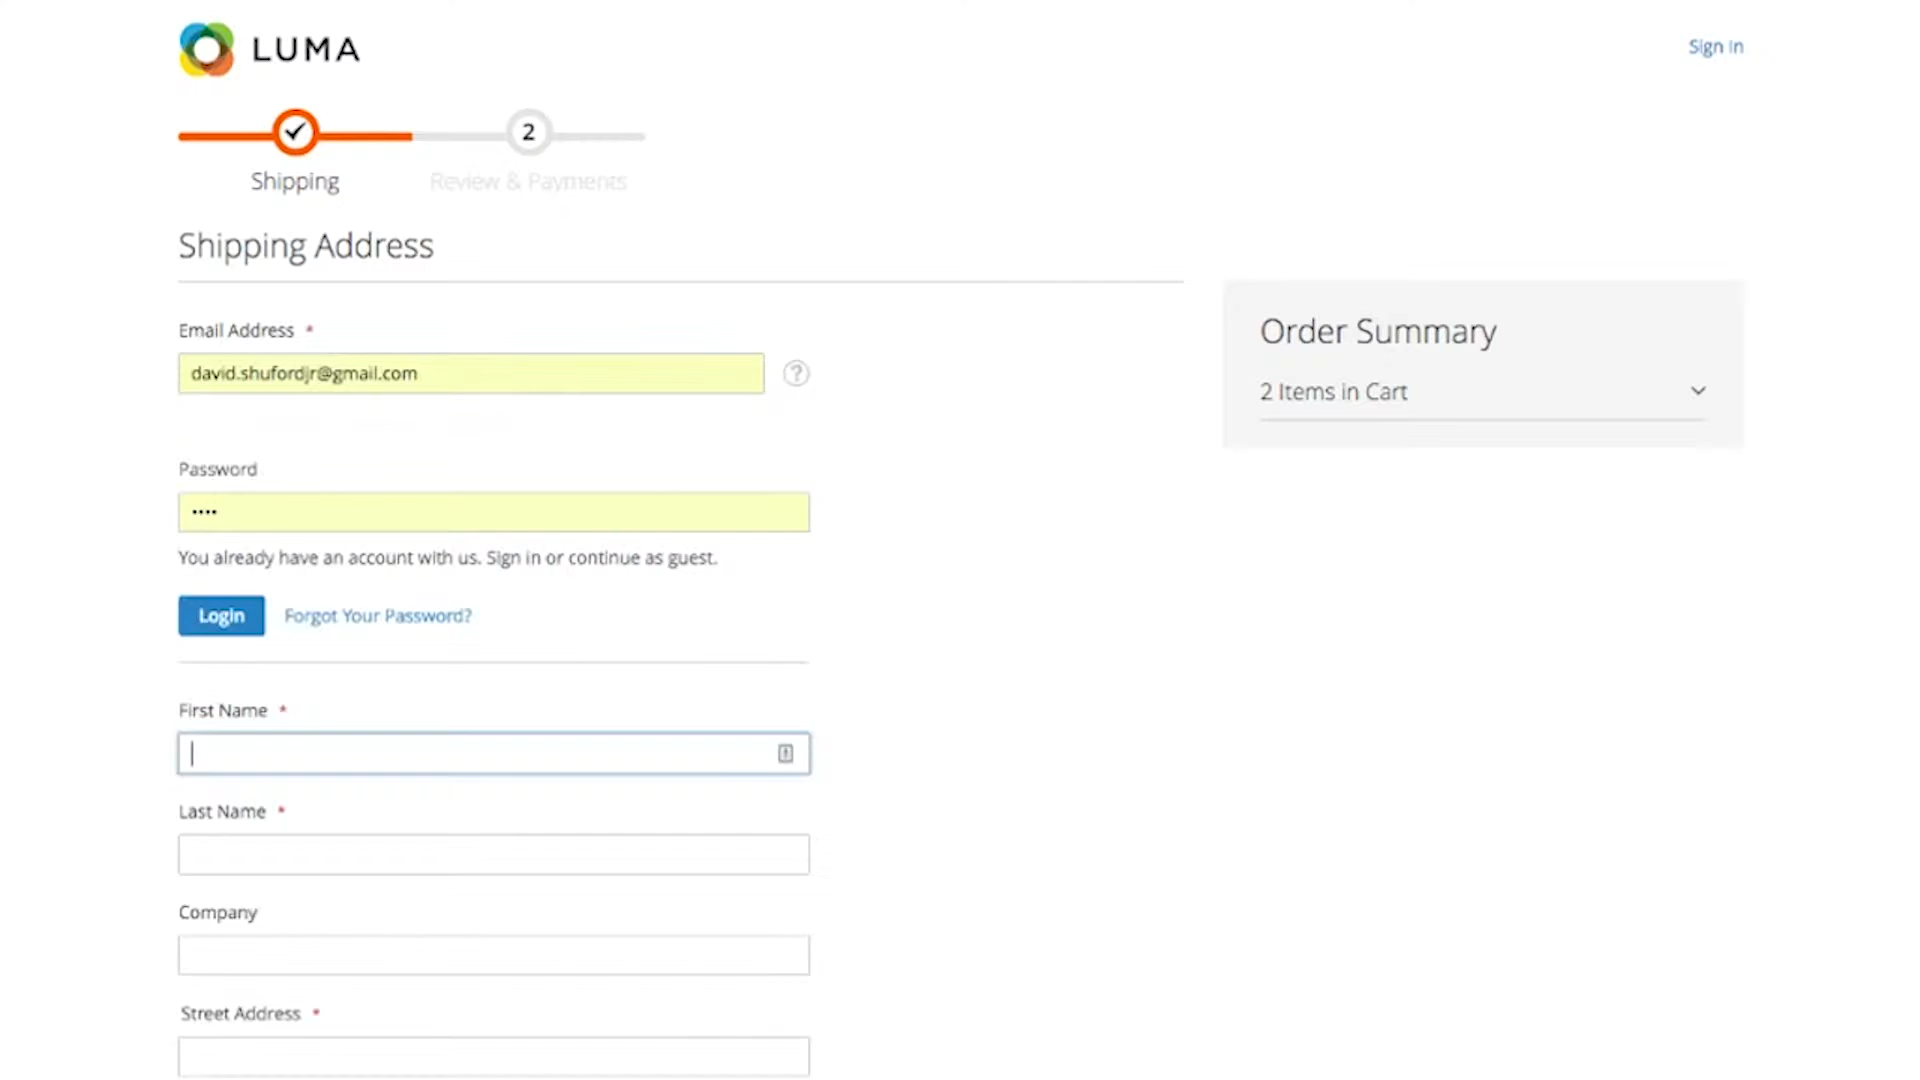 LUMA
Sign In
2
Shipping
Review & Payments
Shipping Address
Email Address *
david.shufordjr@gmail.com
?
Order Summary
2 Items in Cart
Password
••••
You already have an account with us. Sign in or continue as guest.
Login Forgot Your Password?
First Name *
Last Name *
Company
Street Address *